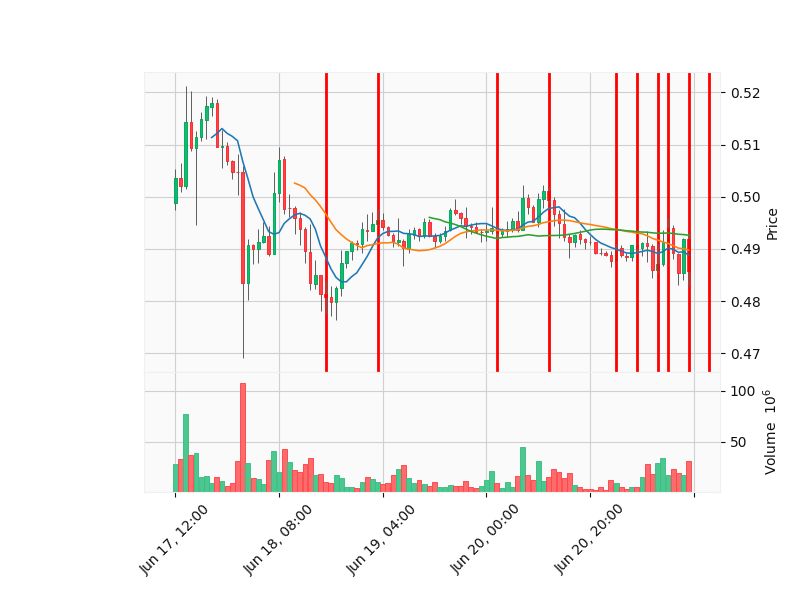 0.52
0.51
0.50
0.49
0.48
0.47
Price
100
50
Volume 10^6
Jun 17, 12:00
Jun 18, 08:00
Jun 19, 04:00
Jun 20, 00:00
Jun 20, 20:00